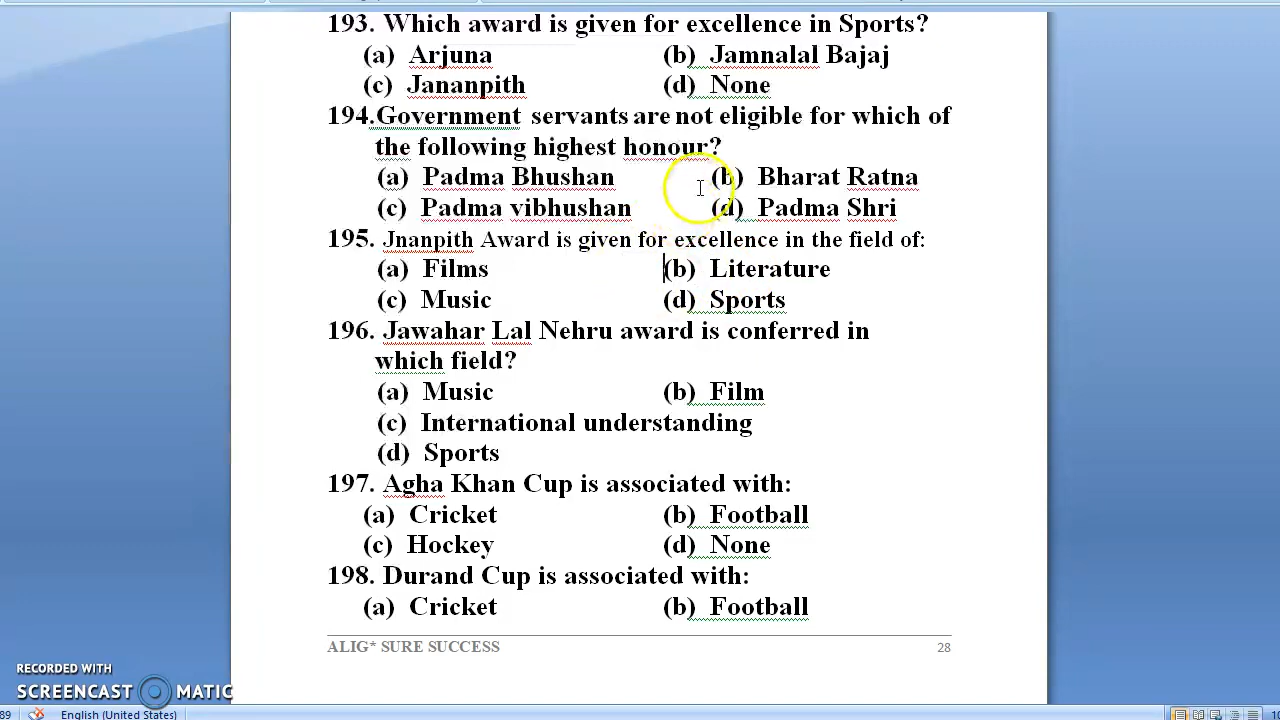 193. Which award is given for excellence in Sports?
(a) Arjuna (b) Jamnalal Bajaj
(c) Jananpith (d) None
194.Government servants are not eligible for which of
the following highest honour?
(a) Padma Bhushan (b) Bharat Ratna
(c) Padma vibhushan (d) Padma Shri
195. Jnanpith Award is given for excellence in the field of:
(a) Films (b) Literature
(c) Music (d) Sports
196. Jawahar Lal Nehru award is conferred in
which field?
(a) Music (b) Film
(c) International understanding
(d) Sports
197. Agha Khan Cup is associated with:
(a) Cricket (b) Football
(c) Hockey (d) None
198. Durand Cup is associated with:
(a) Cricket (b) Football
ALIG* SURE SUCCESS 28
RECORDED WITH
SCREENCAST MATIC
89 English (United States)